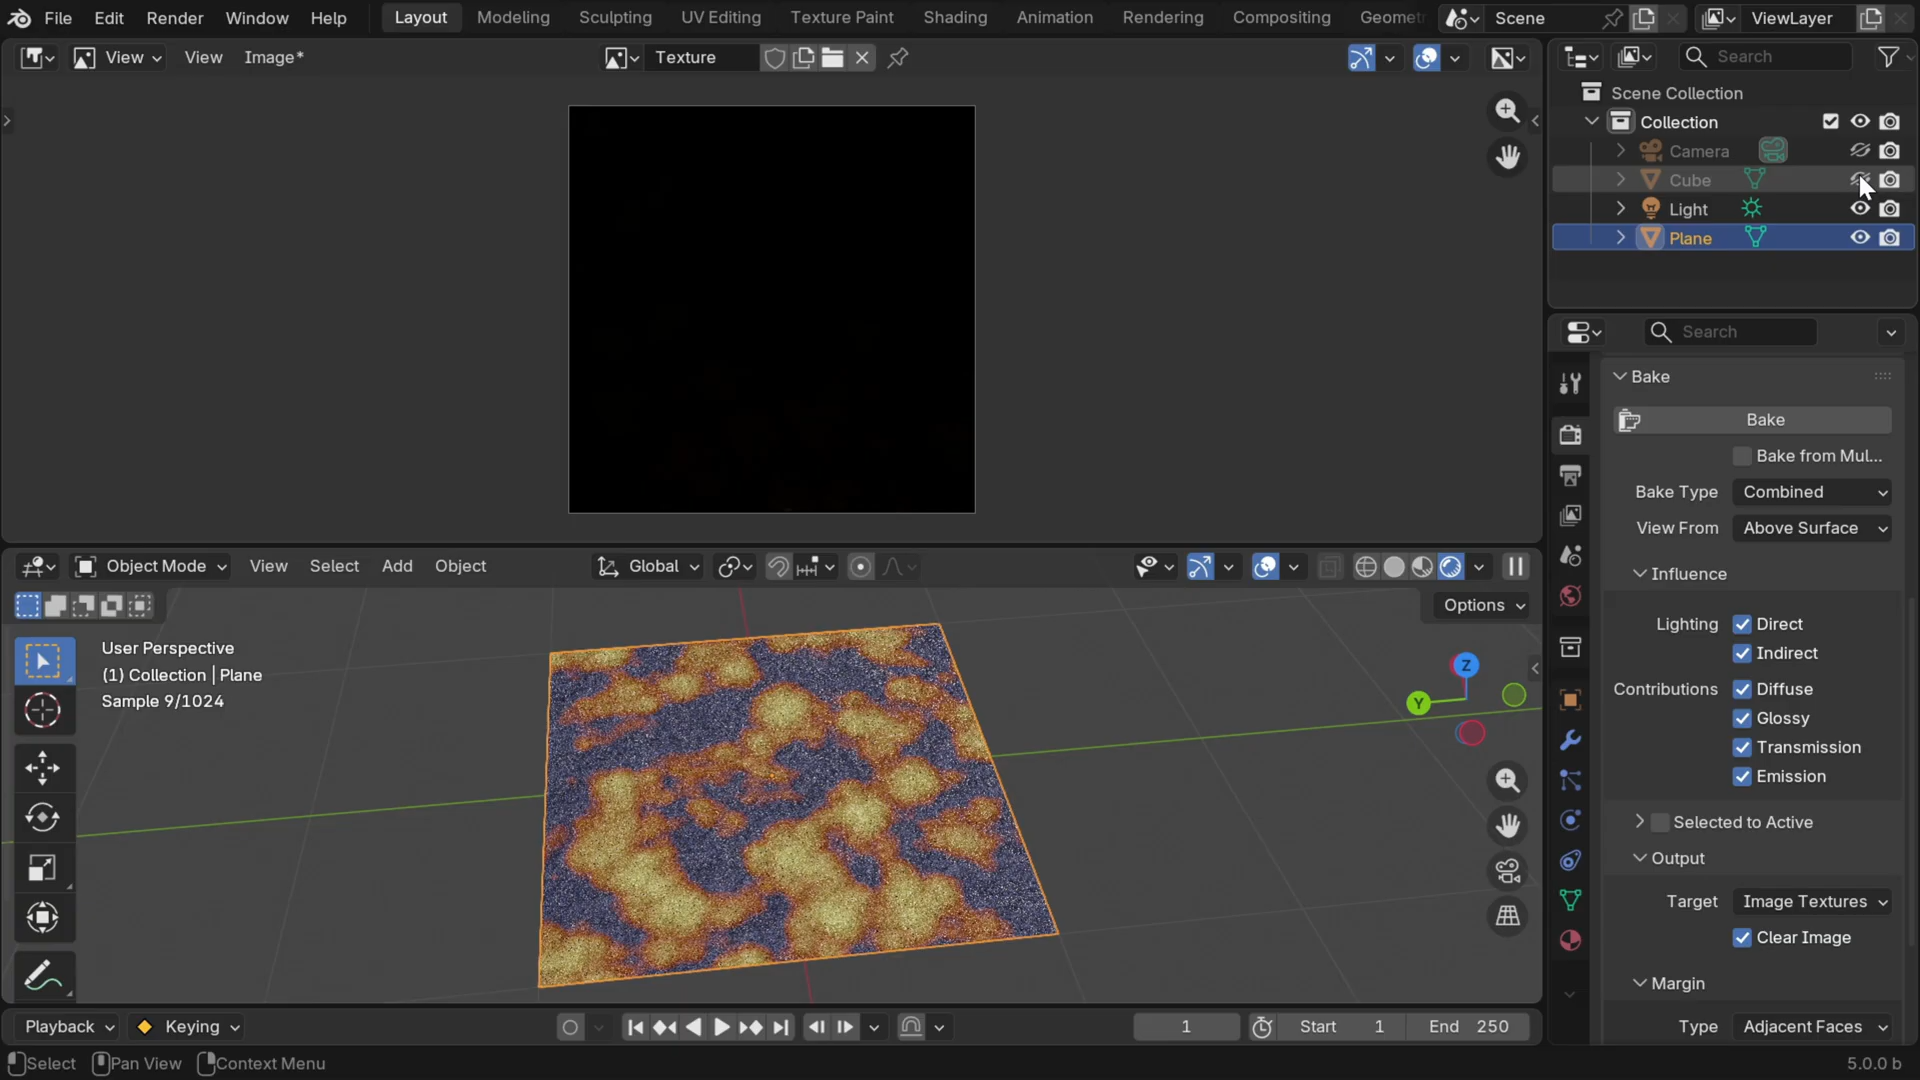 File Edit Render Window Help Layout Modeling Sculpting UV Editing Texture Paint Shading Animation Rendering Compositing Geomet Scene ViewLayer
View View Image* Texture Search
Scene Collection
Collection
Camera
Cube
Light
Plane
Search
Bake
Bake
Bake from Mul...
Bake Type Combined
View From Above Surface
Influence
Lighting Direct
Indirect
Contributions Diffuse
Glossy
Transmission
Emission
Selected to Active
Output
Target Image Textures
Clear Image
Margin
Type Adjacent Faces
Object Mode View Select Add Object Global
Options
User Perspective
(1) Collection | Plane
Sample 9/1024
Z
Y
Playback Keying 1 Start 1 End 250
Select Pan View Context Menu 5.0.0 b